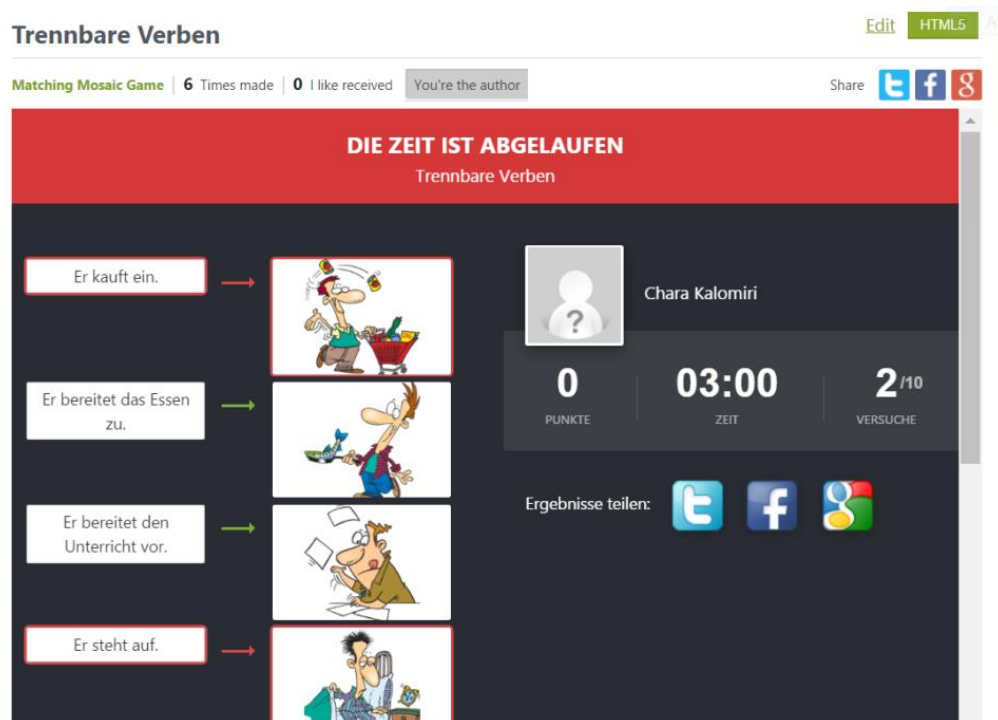 Trennbare Verben
Edit
HTML5
Matching Mosaic Game | 6 Times made | 0 I like received
You're the author
Share
DIE ZEIT IST ABGELAUFEN
Trennbare Verben
Er kauft ein.
Er bereitet das Essen
zu.
Er bereitet den
Unterricht vor.
Er steht auf.
Chara Kalomiri
0
PUNKTE
03:00
ZEIT
2/10
VERSUCHE
Ergebnisse teilen: